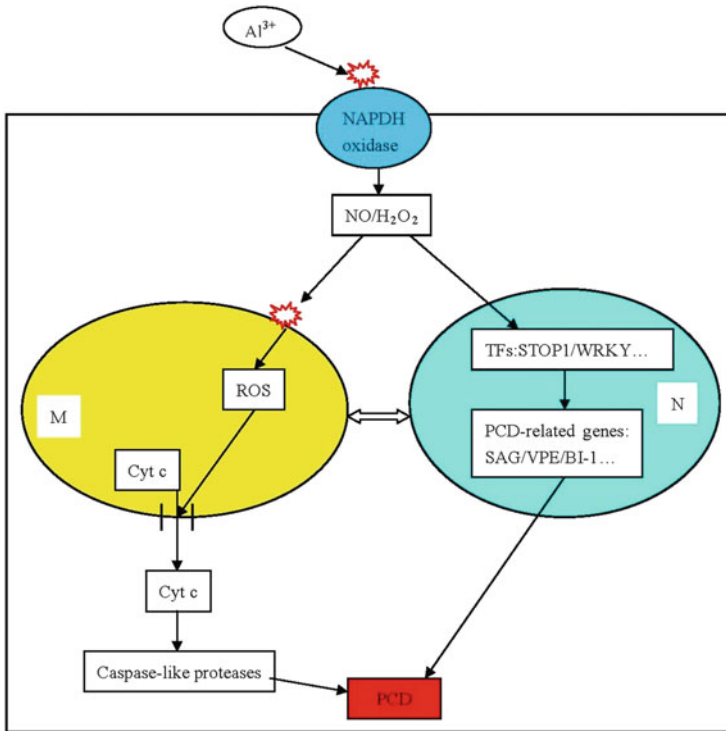 Al³⁺
NAPDH
oxidase
NO/H₂O₂
TFs:STOP1/WRKY...
ROS
M
N
PCD-related genes:
SAG/VPE/BI-1...
Cyt c
Cyt c
Caspase-like proteases
PCD